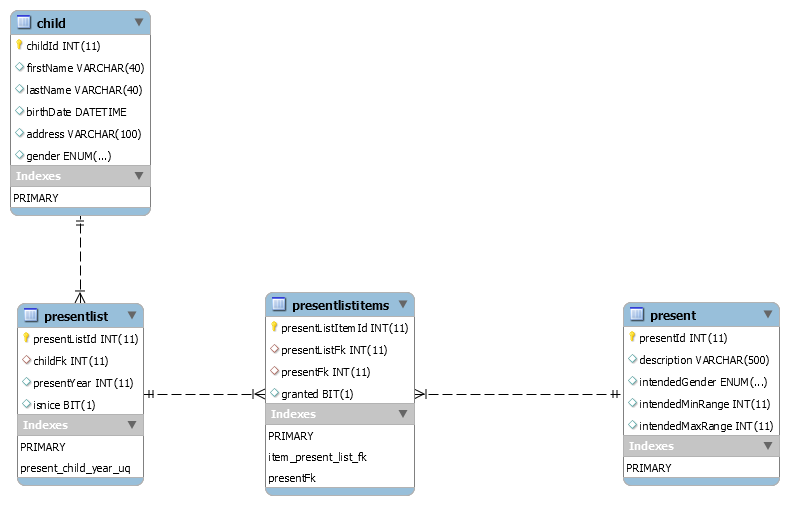 child
childId INT(11)
firstName VARCHAR(40)
lastName VARCHAR(40)
birthDate DATETIME
address VARCHAR(100)
gender ENUM(...)
Indexes
PRIMARY
presentlist
presentListId INT(11)
childFk INT(11)
presentYear INT(11)
isnice BIT(1)
Indexes
PRIMARY
present_child_year_uq
presentlistitems
presentListItemId INT(11)
presentListFk INT(11)
presentFk INT(11)
granted BIT(1)
Indexes
PRIMARY
item_present_list_fk
presentFk
present
presentId INT(11)
description VARCHAR(500)
intendedGender ENUM(...)
intendedMinRange INT(11)
intendedMaxRange INT(11)
Indexes
PRIMARY